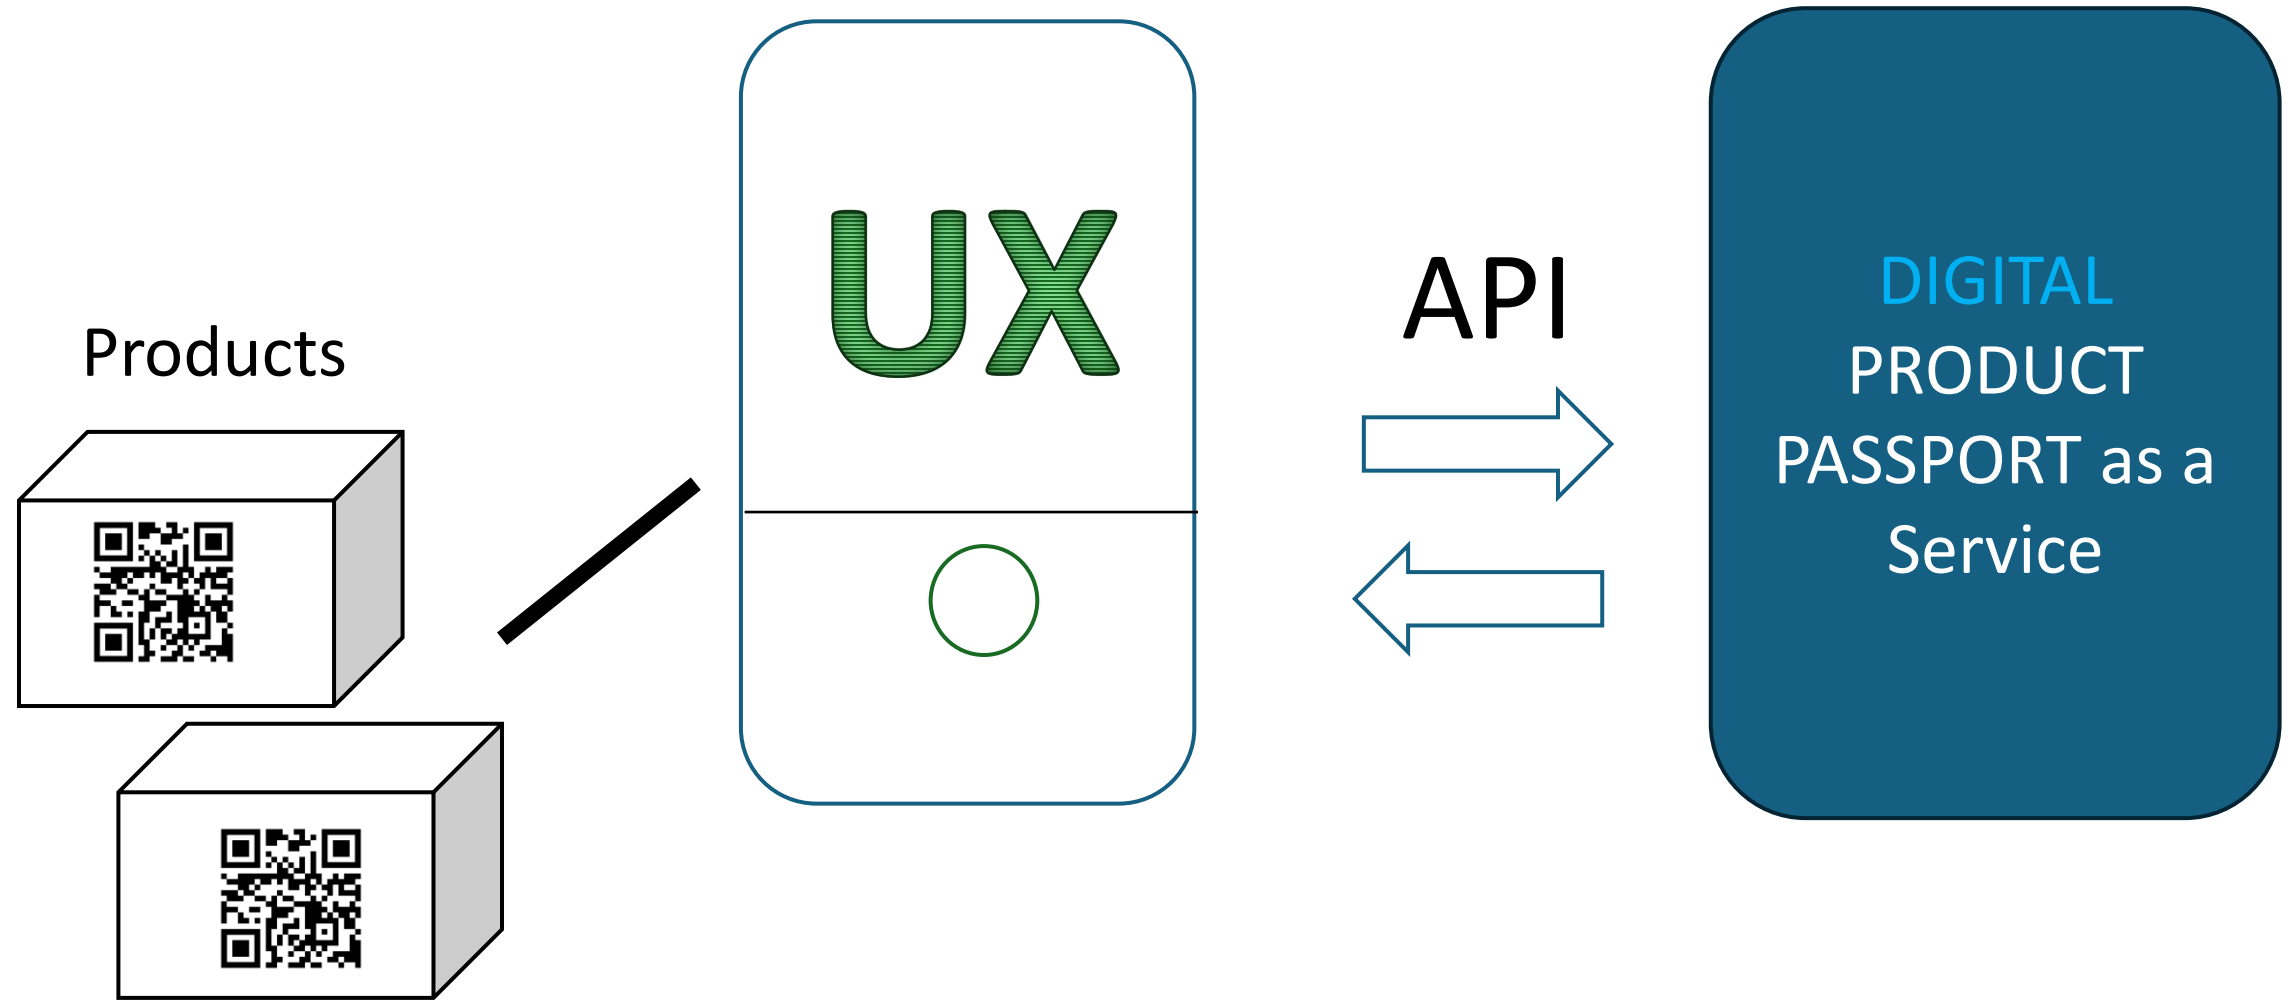 Products
UX
API
DIGITAL
PRODUCT
PASSPORT as a
Service